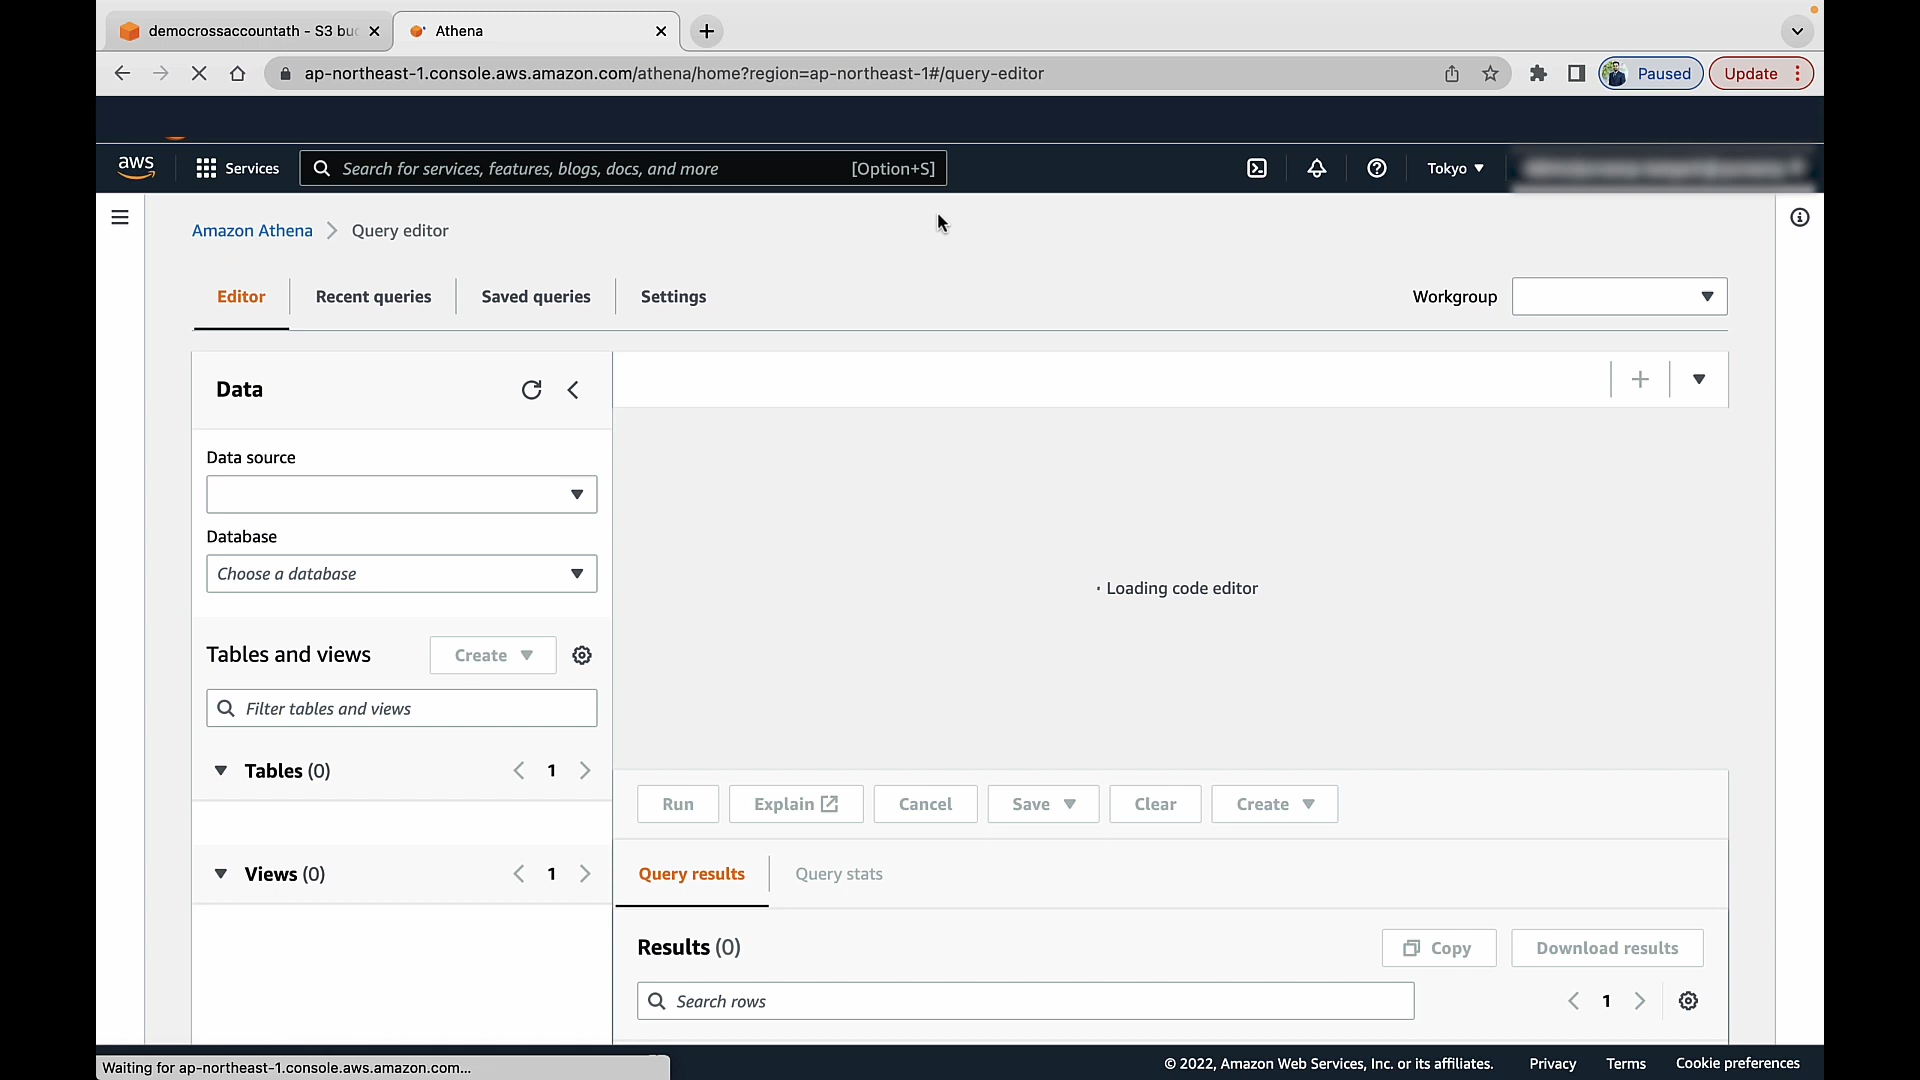 democrossaccountath - S3 buc
Athena
ap-northeast-1.console.aws.amazon.com/athena/home?region=ap-northeast-1#/query-editor
Paused
Update
aws
Services
Search for services, features, blogs, docs, and more
[Option+S]
Tokyo
Amazon Athena
Query editor
Editor
Recent queries
Saved queries
Settings
Workgroup
Data
Data source
Database
Choose a database
Tables and views
Create
Filter tables and views
Tables (0)
1
Views (0)
1
Loading code editor
Run
Explain
Cancel
Save
Clear
Create
Query results
Query stats
Results (0)
Copy
Download results
Search rows
1
Waiting for ap-northeast-1.console.aws.amazon.com...
© 2022, Amazon Web Services, Inc. or its affiliates.
Privacy
Terms
Cookie preferences